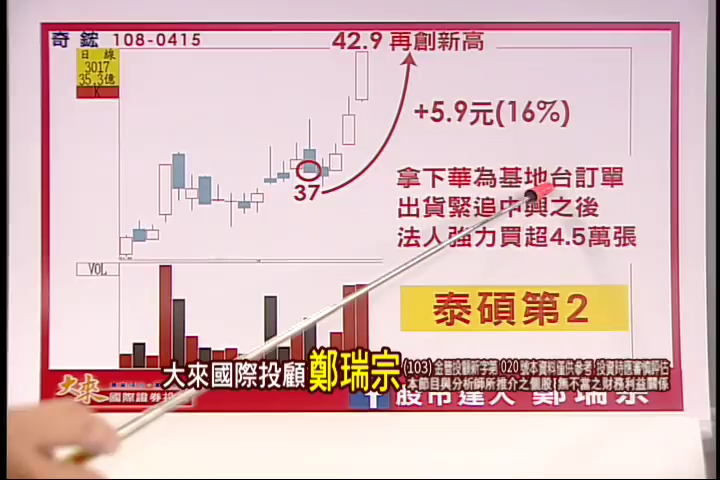 奇鋐 108-0415
42.9 再創新高
日線
3017
35.3億
K
+5.9元(16%)
37
拿下華為基地台訂單
出貨緊追中興之後
法人強力買超4.5萬張
VOL
泰碩第2
大來國際投顧 鄭瑞宗
(103)金管投顧新字第020號本資料僅供參考,投資時應審慎評估
本節目與分析師所推介之個股,無不當之財務利益關係
大來
國際證券投
股市達人 鄭瑞宗